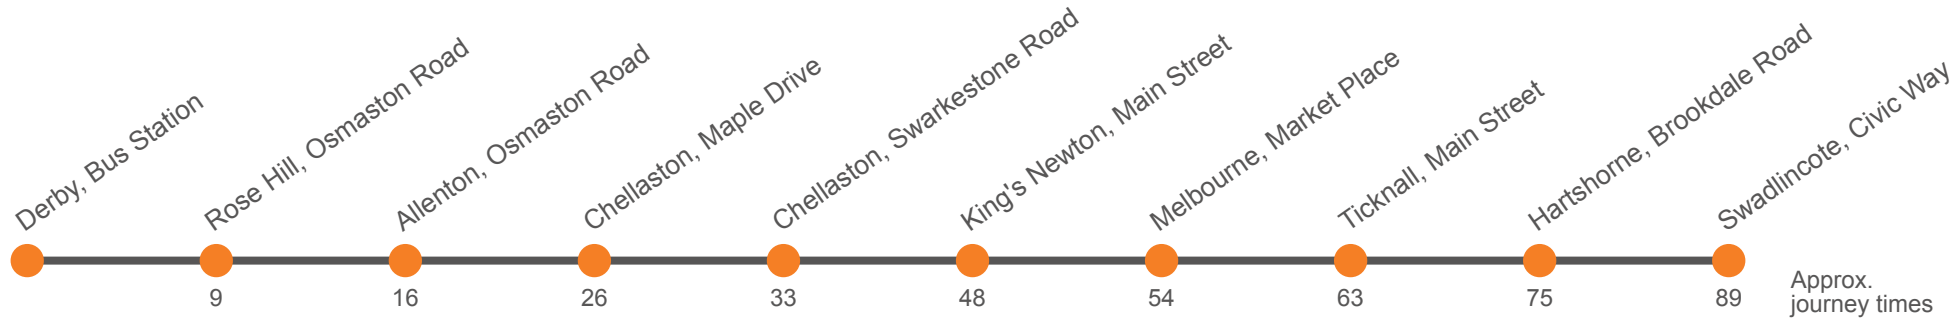 Derby, Bus Station
Rose Hill, Osmaston Road
Allenton, Osmaston Road
Chellaston, Maple Drive
Chellaston, Swarkestone Road
King's Newton, Main Street
Melbourne, Market Place
Ticknall, Main Street
Hartshorne, Brookdale Road
Swadlincote, Civic Way
9 16 26 33 48 54 63 75 89
Approx.
journey times